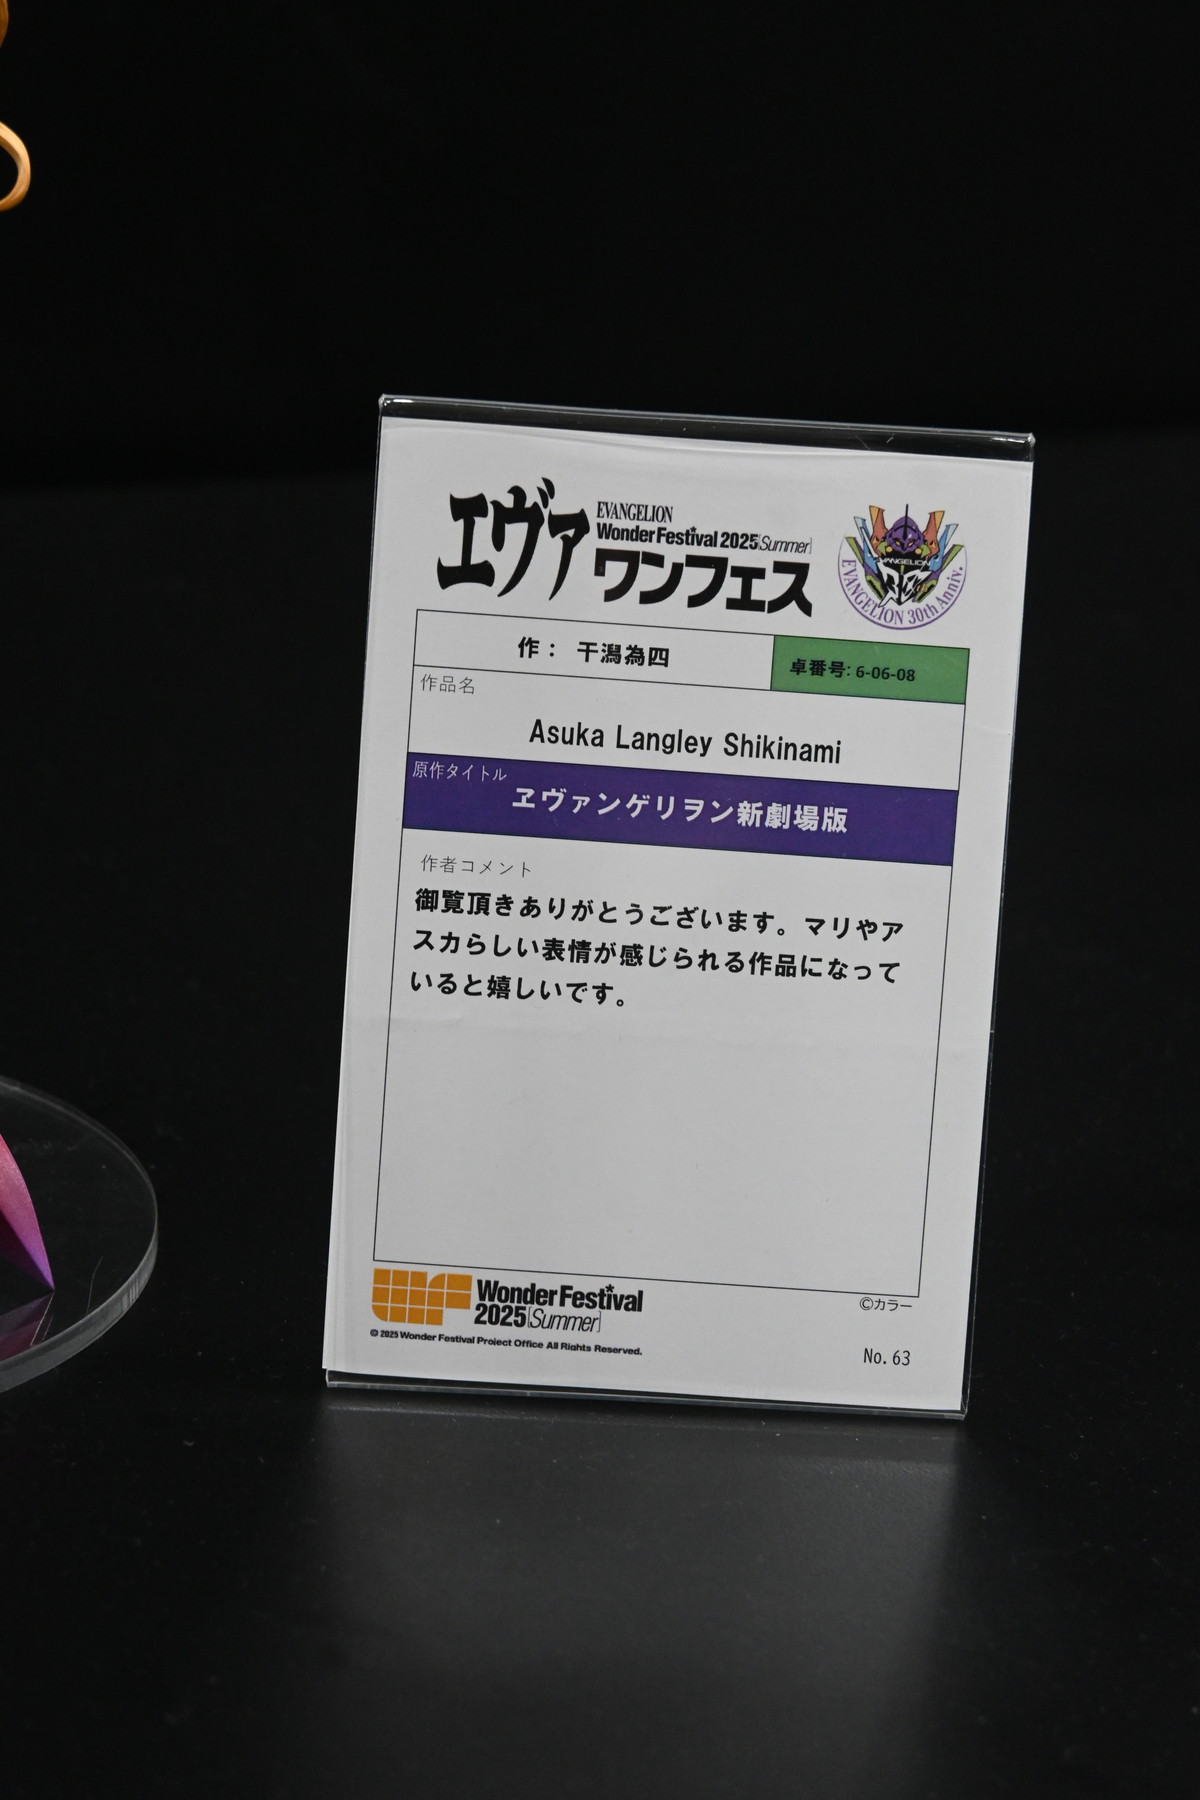 エヴァ
EVANGELION
Wonder Festival 2025[Summer]
ワンフェス
EVANGELION
EVANGELION 30th Anniv.
作： 干潟為四
卓番号: 6-06-08
作品名
Asuka Langley Shikinami
原作タイトル
ヱヴァンゲリヲン新劇場版
作者コメント
御覧頂きありがとうございます。マリやア
スカらしい表情が感じられる作品になって
いると嬉しいです。
Wonder Festival
2025[Summer]
© 2025 Wonder Festival Project Office All Rights Reserved.
©カラー
No. 63